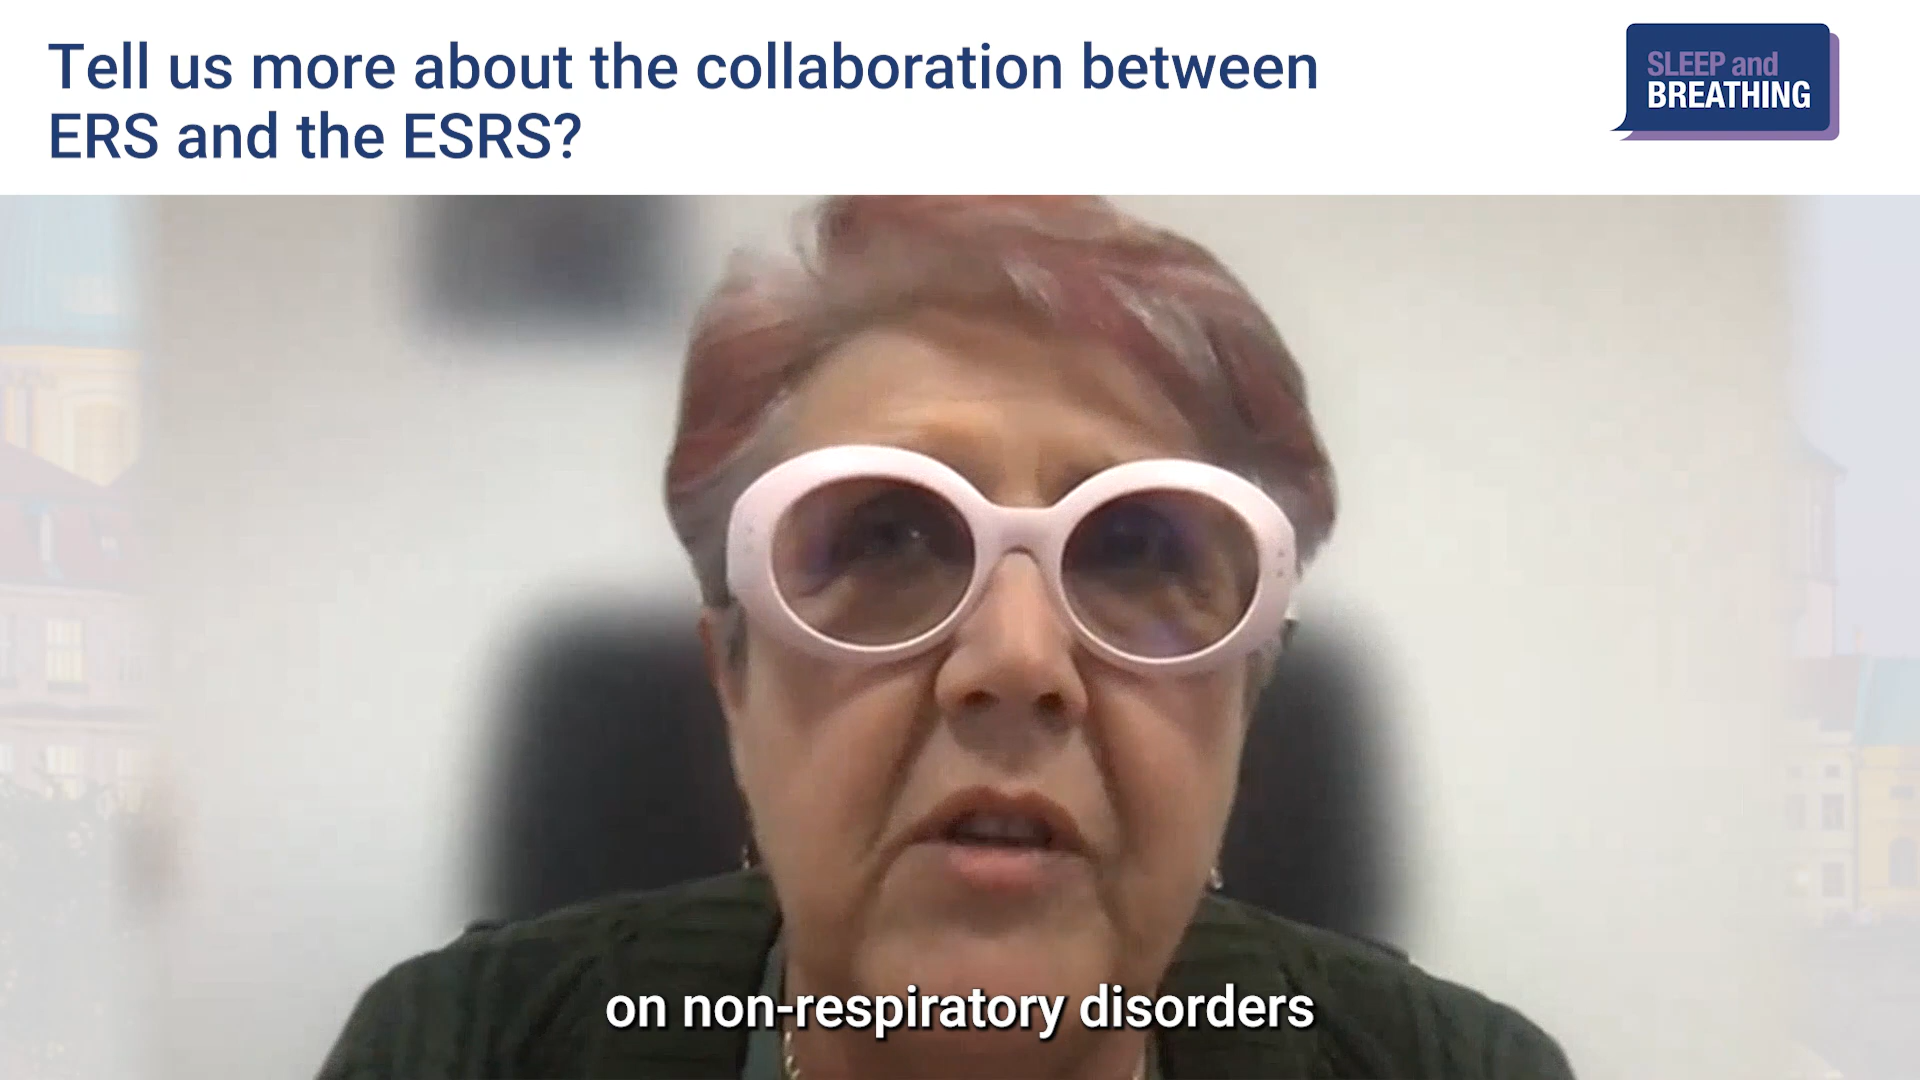 Tell us more about the collaboration between
ERS and the ESRS?
SLEEP and
BREATHING
on non-respiratory disorders